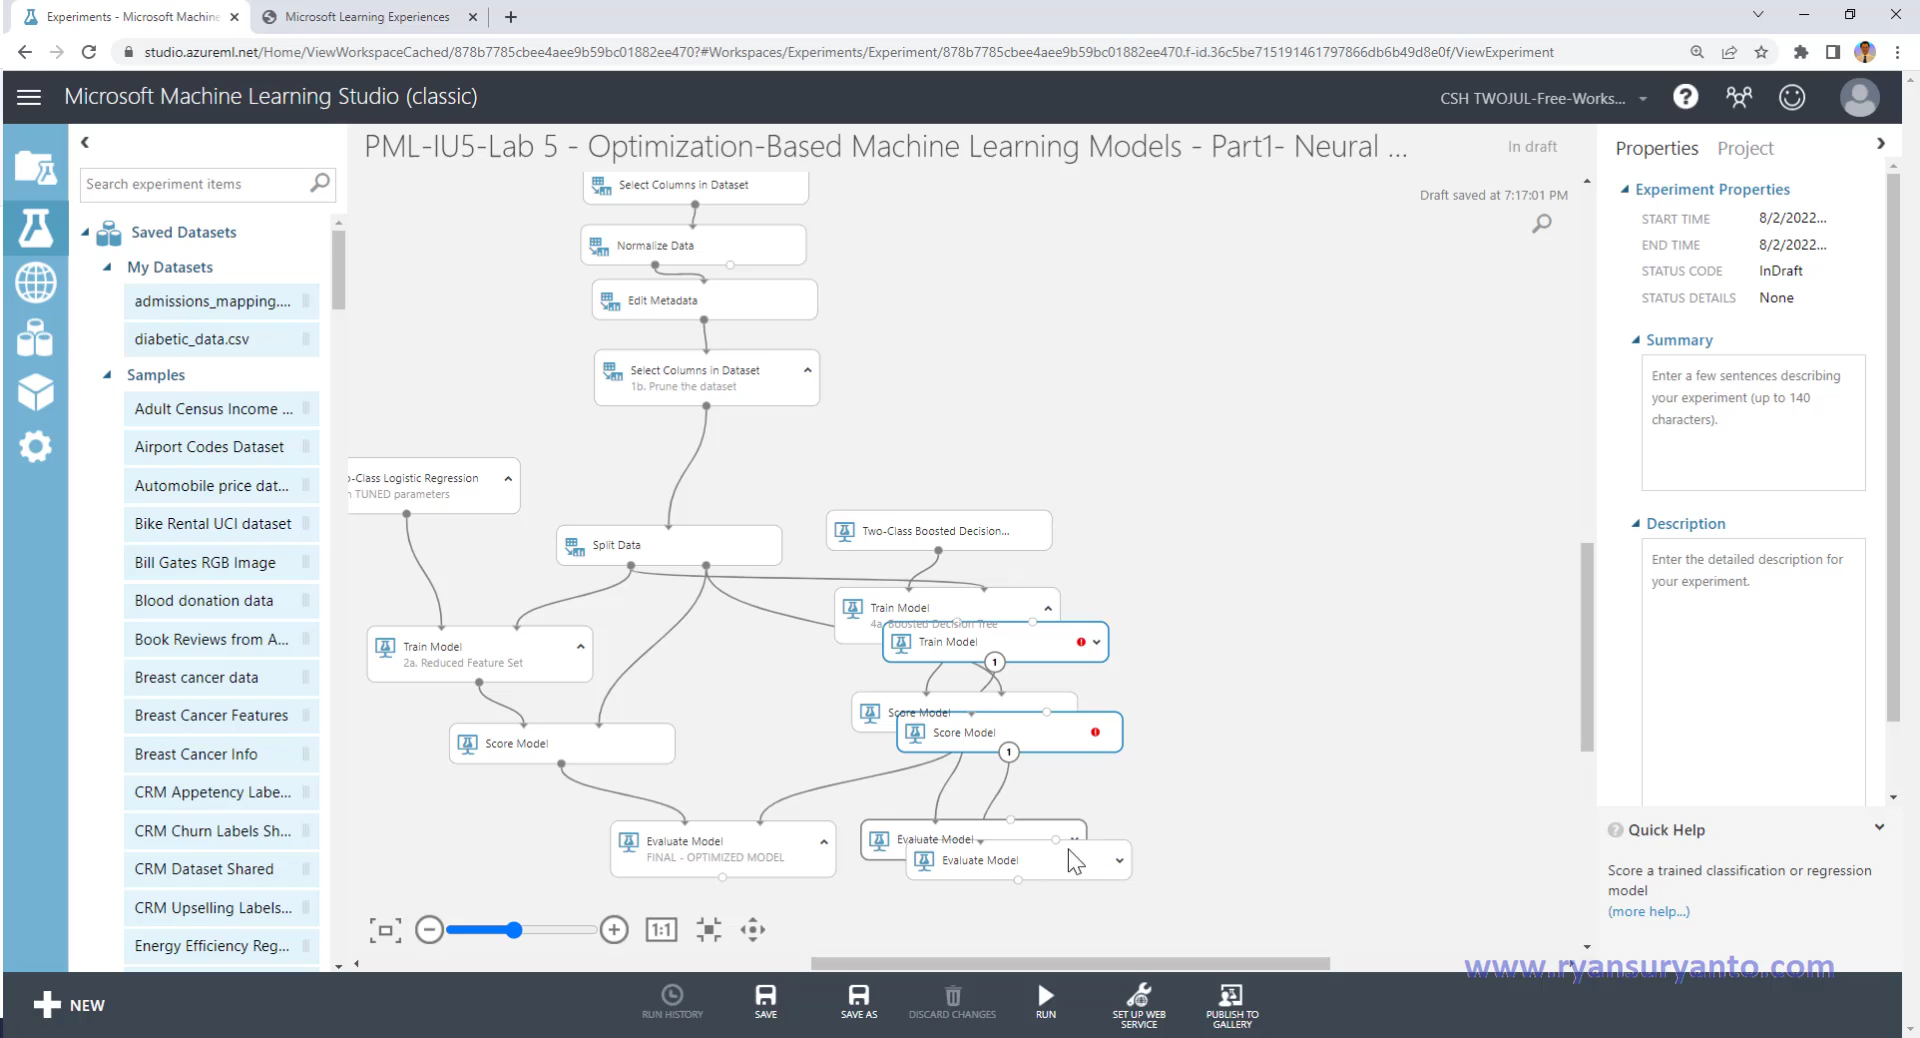 Experiments - Microsoft Machine
Microsoft Learning Experiences
studio.azureml.net/Home/ViewWorkspaceCached/878b7785cbee4aee9b59bc01882ee470?#Workspaces/Experiments/Experiment/878b7785cbee4aee9b59bc01882ee470.f-id.36c5be715191461797866db6b49d8e0f/ViewExperiment
Microsoft Machine Learning Studio (classic)
CSH TWOJUL-Free-Works...
Search experiment items
Saved Datasets
My Datasets
admissions_mapping....
diabetic_data.csv
Samples
Adult Census Income ...
Airport Codes Dataset
Automobile price dat...
Bike Rental UCI dataset
Bill Gates RGB Image
Blood donation data
Book Reviews from A...
Breast cancer data
Breast Cancer Features
Breast Cancer Info
CRM Appetency Labe...
CRM Churn Labels Sh...
CRM Dataset Shared
CRM Upselling Labels...
Energy Efficiency Reg...
PML-IU5-Lab 5 - Optimization-Based Machine Learning Models - Part1- Neural ...
In draft
Draft saved at 7:17:01 PM
Select Columns in Dataset
Normalize Data
Edit Metadata
Select Columns in Dataset
1b. Prune the dataset
o-Class Logistic Regression
TUNED parameters
Split Data
Two-Class Boosted Decision...
Train Model
4a. Boosted Decision Tree
Train Model
1
Train Model
2a. Reduced Feature Set
Score Model
Score Model
1
Score Model
Evaluate Model
FINAL - OPTIMIZED MODEL
Evaluate Model
Evaluate Model
1:1
Properties
Project
Experiment Properties
START TIME 8/2/2022...
END TIME 8/2/2022...
STATUS CODE InDraft
STATUS DETAILS None
Summary
Enter a few sentences describing
your experiment (up to 140
characters).
Description
Enter the detailed description for
your experiment.
Quick Help
Score a trained classification or regression
model
(more help...)
www.ryansuryanto.com
NEW
RUN HISTORY
SAVE
SAVE AS
DISCARD CHANGES
RUN
SET UP WEB
SERVICE
PUBLISH TO
GALLERY